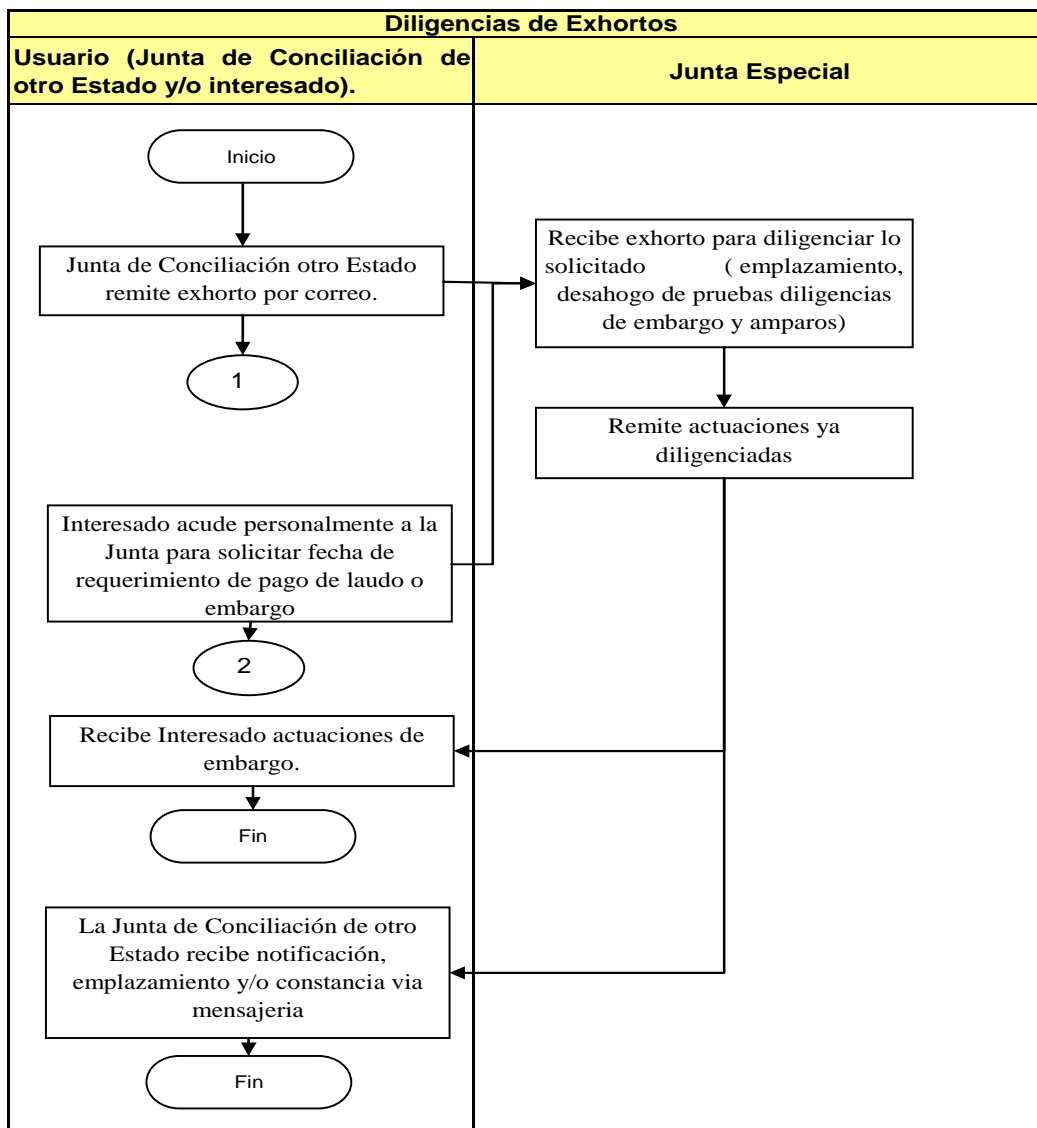 Diligencias de Exhortos
Usuario (Junta de Conciliación de
otro Estado y/o interesado).
Junta Especial
Inicio
Junta de Conciliación otro Estado
remite exhorto por correo.
1
Recibe exhorto para diligenciar lo
solicitado ( emplazamiento,
desahogo de pruebas diligencias
de embargo y amparos)
Remite actuaciones ya
diligenciadas
Interesado acude personalmente a la
Junta para solicitar fecha de
requerimiento de pago de laudo o
embargo
2
Recibe Interesado actuaciones de
embargo.
Fin
La Junta de Conciliación de otro
Estado recibe notificación,
emplazamiento y/o constancia via
mensajeria
Fin